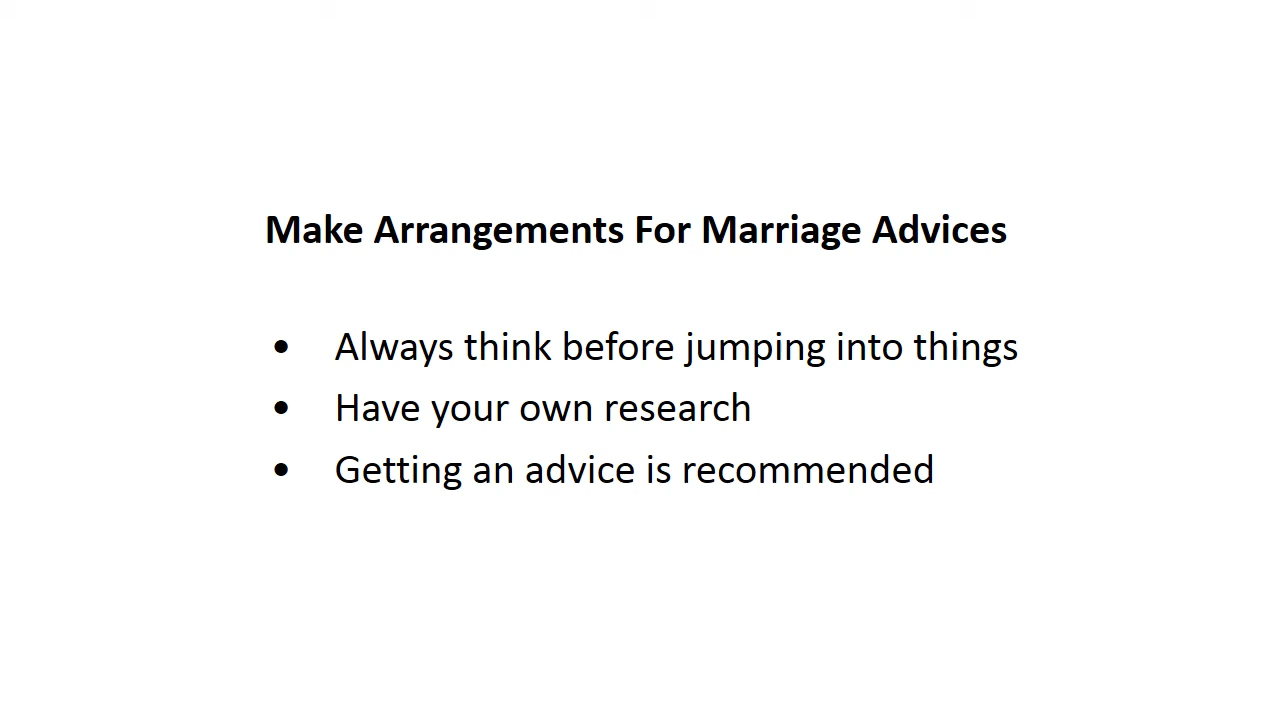 Make Arrangements For Marriage Advices
• Always think before jumping into things
• Have your own research
• Getting an advice is recommended